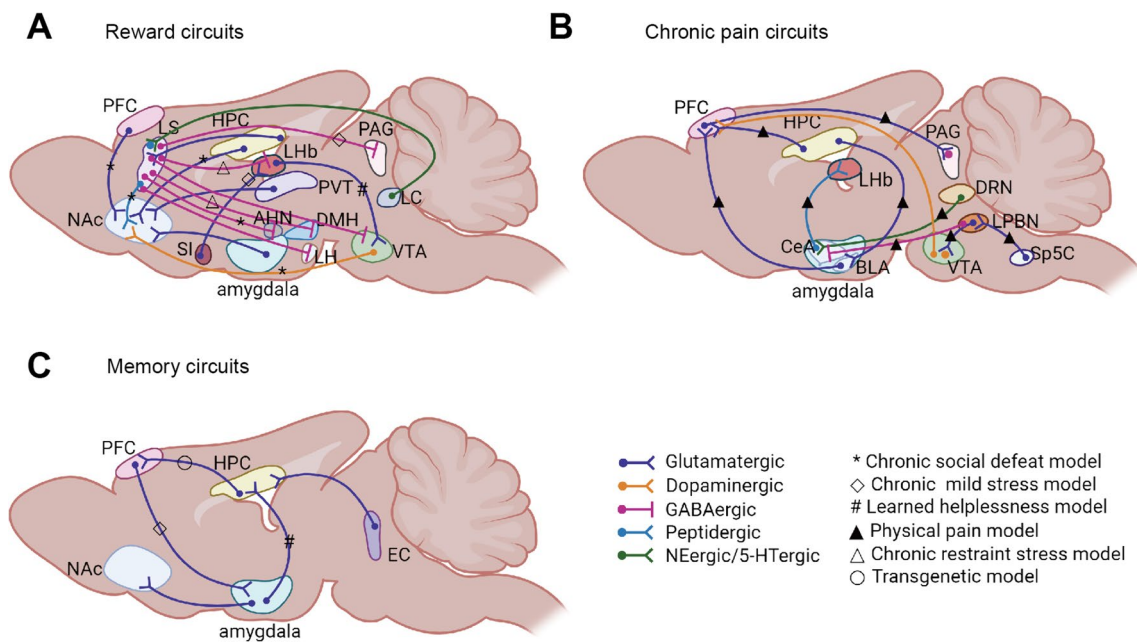 A Reward circuits
PFC
LS
HPC
PAG
LHb
PVT
LC
NAc
AHN
DMH
SI
LH
VTA
amygdala
*
*
*
*
*
#
B Chronic pain circuits
PFC
HPC
PAG
LHb
DRN
LPBN
CeA
BLA
VTA
Sp5C
amygdala
C Memory circuits
PFC
HPC
NAc
EC
#
amygdala
Glutamatergic
Dopaminergic
GABAergic
Peptidergic
NEergic/5-HTergic
* Chronic social defeat model
◇ Chronic mild stress model
# Learned helplessness model
▲ Physical pain model
△ Chronic restraint stress model
○ Transgenetic model